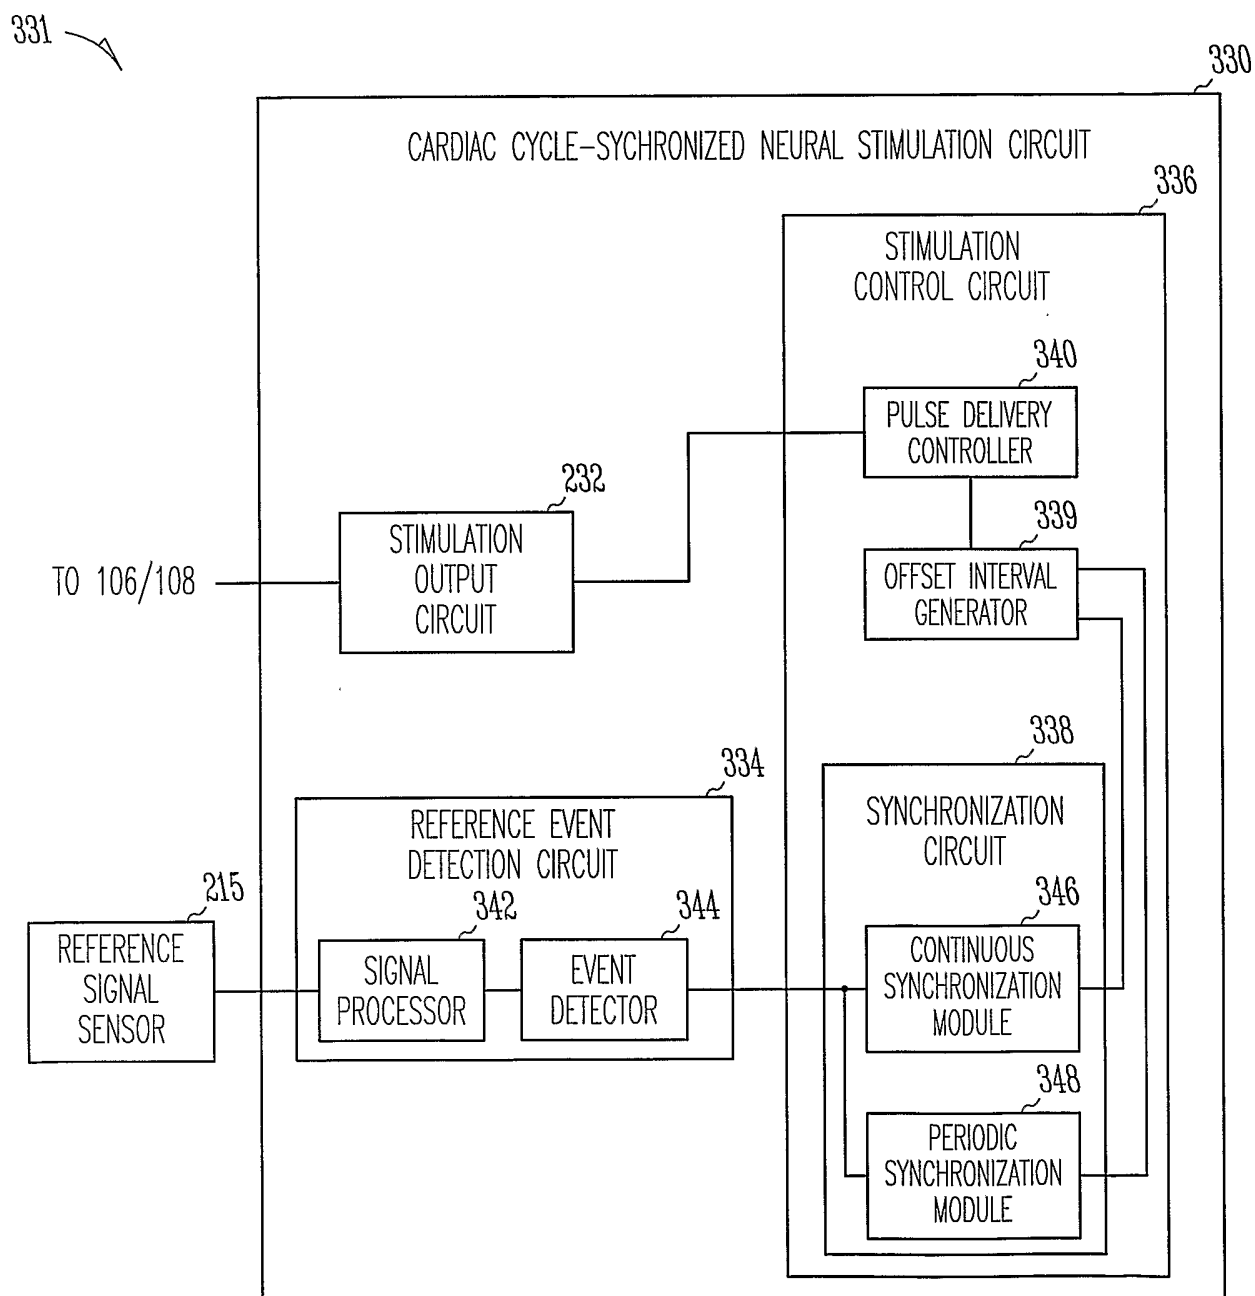 331
330
CARDIAC CYCLE-SYCHRONIZED NEURAL STIMULATION CIRCUIT
336
STIMULATION
CONTROL CIRCUIT
340
PULSE DELIVERY
CONTROLLER
232
STIMULATION
OUTPUT
CIRCUIT
339
OFFSET INTERVAL
GENERATOR
TO 106/108
338
SYNCHRONIZATION
CIRCUIT
334
REFERENCE EVENT
DETECTION CIRCUIT
215
REFERENCE
SIGNAL
SENSOR
342
SIGNAL
PROCESSOR
344
EVENT
DETECTOR
346
CONTINUOUS
SYNCHRONIZATION
MODULE
348
PERIODIC
SYNCHRONIZATION
MODULE